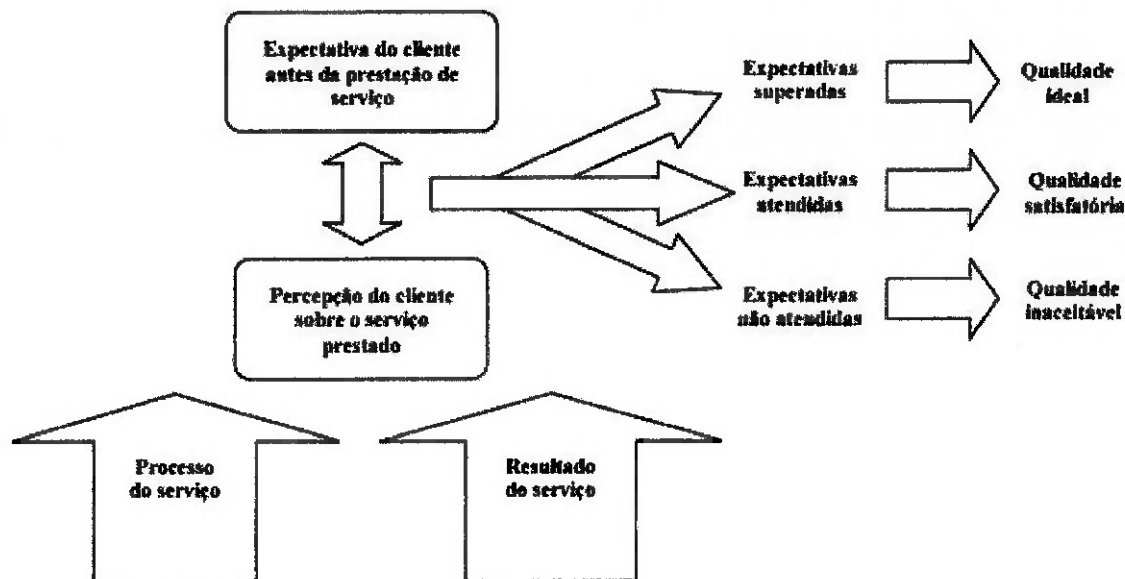 Expectativa do cliente
antes da prestação de
serviço
Expectativas
superadas
Qualidade
ideal
Expectativas
atendidas
Qualidade
satisfatória
Percepção do cliente
sobre o serviço
prestado
Expectativas
não atendidas
Qualidade
inaceitável
Processo
do serviço
Resultado
do serviço